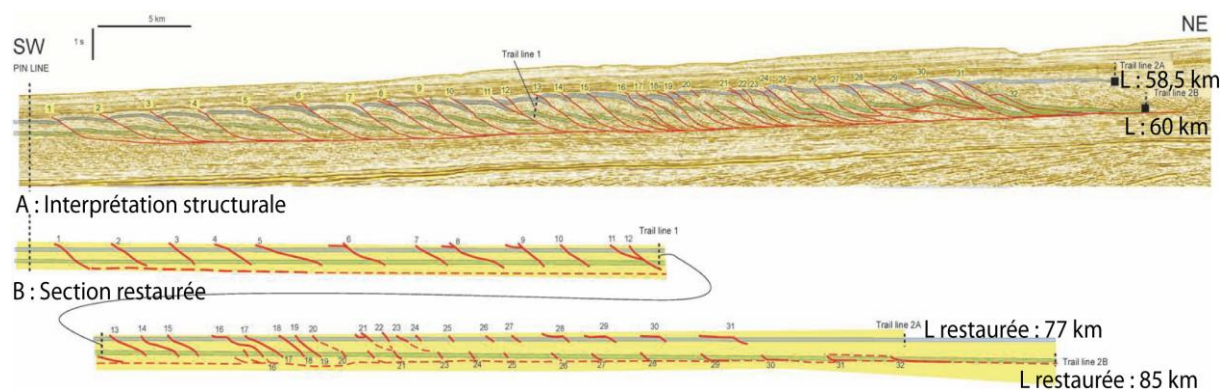 5 km
1 s
SW
PIN LINE
NE
Trail line 1
Trail line 2A
L : 58,5 km
Trail line 2B
L : 60 km
1 2 3 4 5 6 7 8 9 10 11 12 13 14 15 16 17 18 19 20 21 22 23 24 25 26 27 28 29 30 31 32
A : Interprétation structurale
Trail line 1
1 2 3 4 5 6 7 8 9 10 11 12
B : Section restaurée
13 14 15 16 17 18 19 20 21 22 23 24 25 26 27 28 29 30 31
Trail line 2A
L restaurée : 77 km
16 17 18 19 20 21 24 23 25 26 27 28 29 30 31 32
Trail line 2B
L restaurée : 85 km